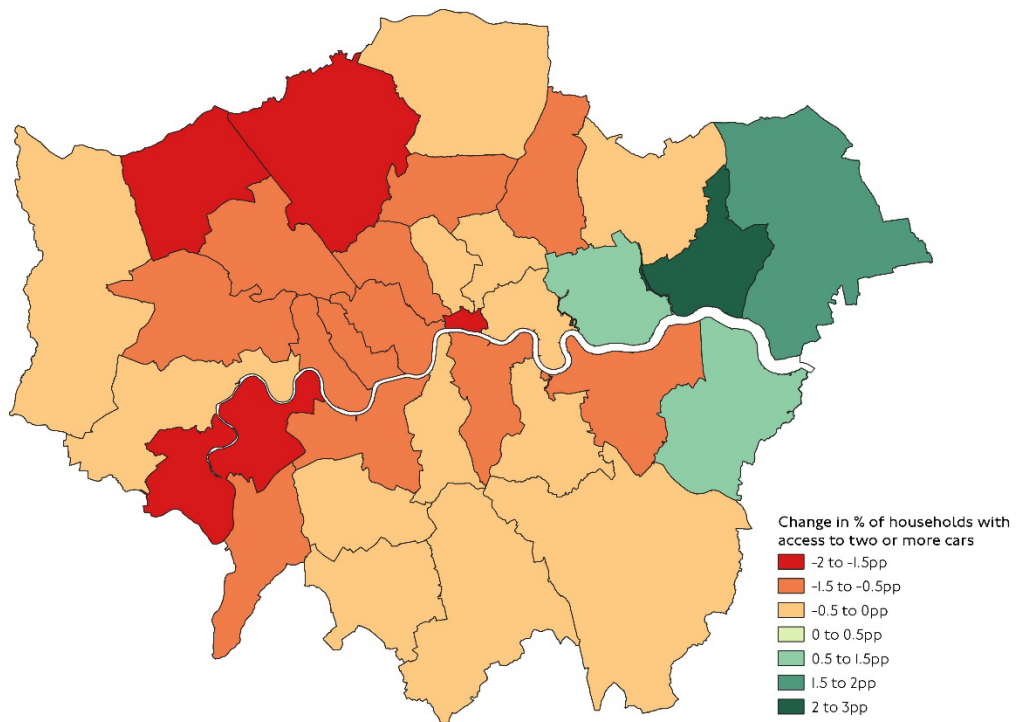 Change in % of households with
access to two or more cars
-2 to -1.5pp
-1.5 to -0.5pp
-0.5 to 0pp
0 to 0.5pp
0.5 to 1.5pp
1.5 to 2pp
2 to 3pp